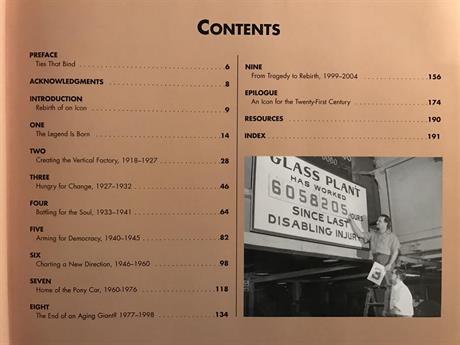 CONTENTS
PREFACE
Ties That Bind . . . . . . . . . . . . . . . . . . . . 6
ACKNOWLEDGMENTS . . . . . . . . . . . . . . . 8
INTRODUCTION
Rebirth of an Icon . . . . . . . . . . . . . . . . . . 9
ONE
The Legend Is Born . . . . . . . . . . . . . . . . 14
TWO
Creating the Vertical Factory, 1918–1927 . . . . . . 28
THREE
Hungry for Change, 1927–1932 . . . . . . . . . . 46
FOUR
Battling for the Soul, 1933–1941 . . . . . . . . . . 64
FIVE
Arming for Democracy, 1940–1945 . . . . . . . . . 82
SIX
Charting a New Direction, 1946–1960 . . . . . . . . 98
SEVEN
Home of the Pony Car, 1960-1976 . . . . . . . . . 118
EIGHT
The End of an Aging Giant? 1977–1998 . . . . . . . 134
NINE
From Tragedy to Rebirth, 1999–2004 . . . . . . . . 156
EPILOGUE
An Icon for the Twenty-First Century . . . . . . . . 174
RESOURCES . . . . . . . . . . . . . . . . . . . . 190
INDEX . . . . . . . . . . . . . . . . . . . . . . . 191
GLASS PLANT
HAS WORKED
6058205 HOURS
SINCE LAST
DISABLING INJURY